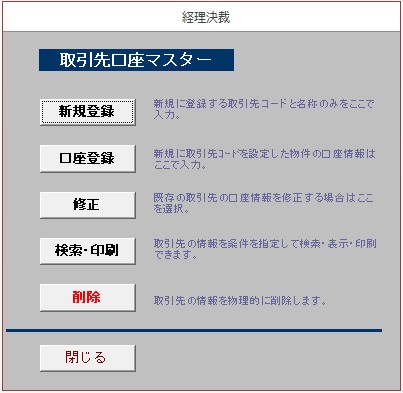 経理決裁
取引先口座マスター
新規登録
新規に登録する取引先コードと名称のみをここで
入力。
口座登録
新規に取引先ｺｰﾄﾞを設定した物件の口座情報は
ここで入力。
修正
既存の取引先の口座情報を修正する場合はここ
を選択。
検索・印刷
取引先の情報を条件を指定して検索・表示・印刷
できます。
削除
取引先の情報を物理的に削除します。
閉じる